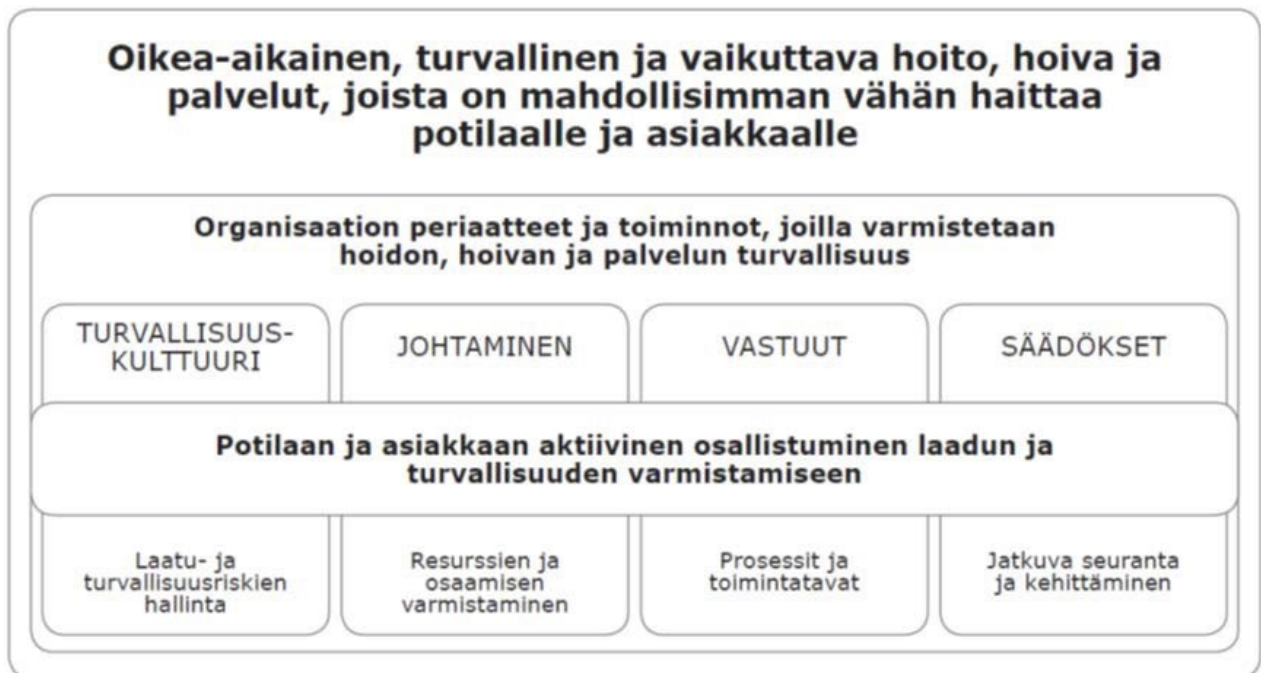 Oikea-aikainen, turvallinen ja vaikuttava hoito, hoiva ja
palvelut, joista on mahdollisimman vähän haittaa
potilaalle ja asiakkaalle
Organisaation periaatteet ja toiminnot, joilla varmistetaan
hoidon, hoivan ja palvelun turvallisuus
TURVALLISUUS-
KULTTUURI
JOHTAMINEN
VASTUUT
SÄÄDÖKSET
Potilaan ja asiakkaan aktiivinen osallistuminen laadun ja
turvallisuuden varmistamiseen
Laatu- ja
turvallisuusriskien
hallinta
Resurssien ja
osaamisen
varmistaminen
Prosessit ja
toimintatavat
Jatkuva seuranta
ja kehittäminen